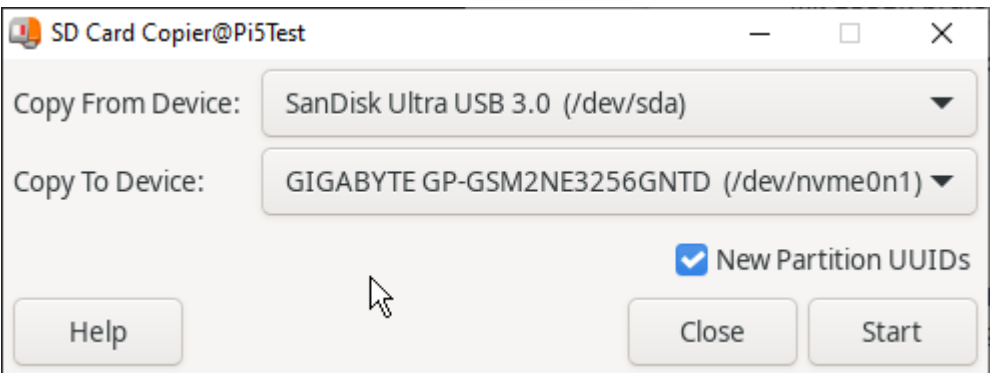 SD Card Copier@Pi5Test
Copy From Device: SanDisk Ultra USB 3.0 (/dev/sda)
Copy To Device: GIGABYTE GP-GSM2NE3256GNTD (/dev/nvme0n1)
New Partition UUIDs
Help Close Start